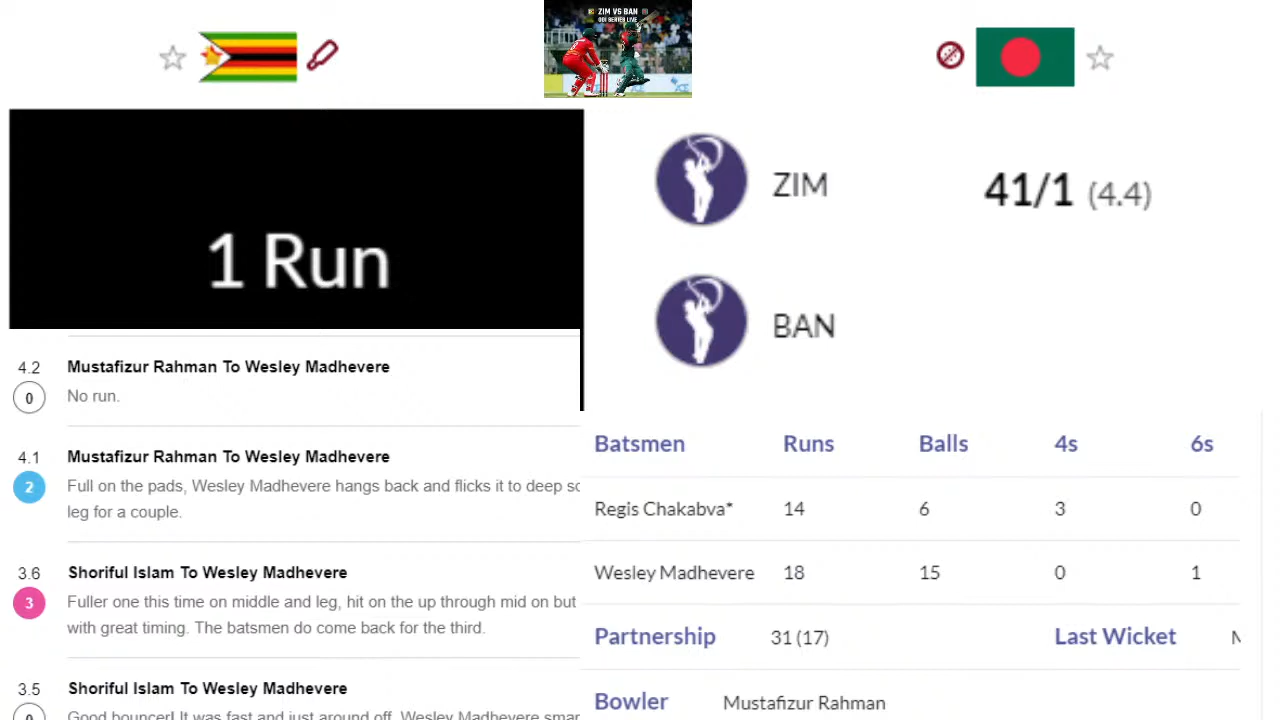 ZIM VS BAN
ODI SERIES LIVE
1 Run
ZIM 41/1 (4.4)
BAN
4.2 Mustafizur Rahman To Wesley Madhevere
0 No run.
4.1 Mustafizur Rahman To Wesley Madhevere
2 Full on the pads, Wesley Madhevere hangs back and flicks it to deep
leg for a couple.
3.6 Shoriful Islam To Wesley Madhevere
3 Fuller one this time on middle and leg, hit on the up through mid on but
with great timing. The batsmen do come back for the third.
3.5 Shoriful Islam To Wesley Madhevere
0 Good bouncer! It was fast and just around off, Wesley Madhevere
Batsmen Runs Balls 4s 6s
Regis Chakabva* 14 6 3 0
Wesley Madhevere 18 15 0 1
Partnership 31 (17) Last Wicket
Bowler Mustafizur Rahman